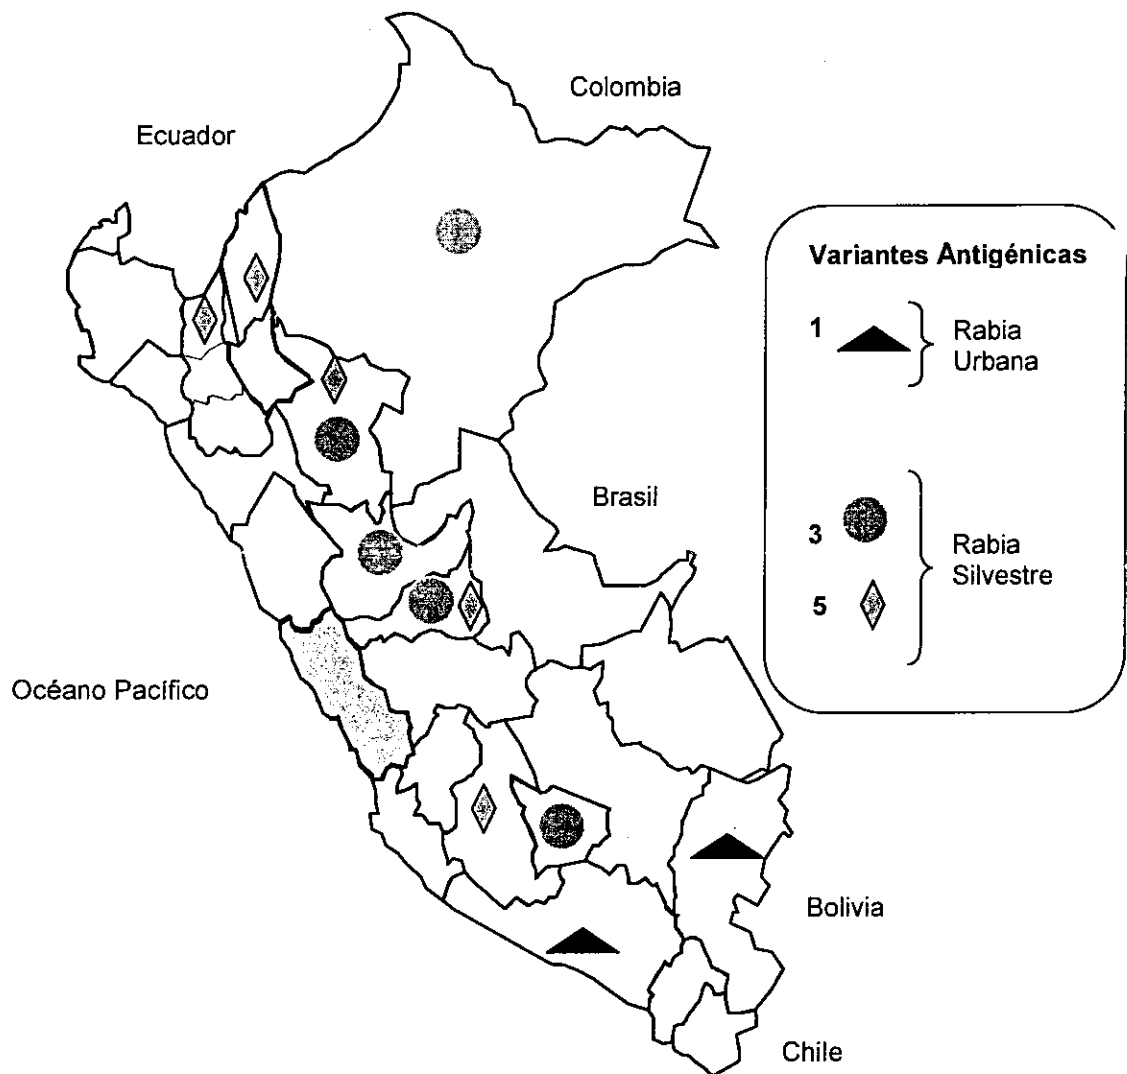 Colombia
Ecuador
Variantes Antigénicas
1
Rabia
Urbana
Brasil
3
Rabia
Silvestre
5
Océano Pacífico
Bolivia
Chile